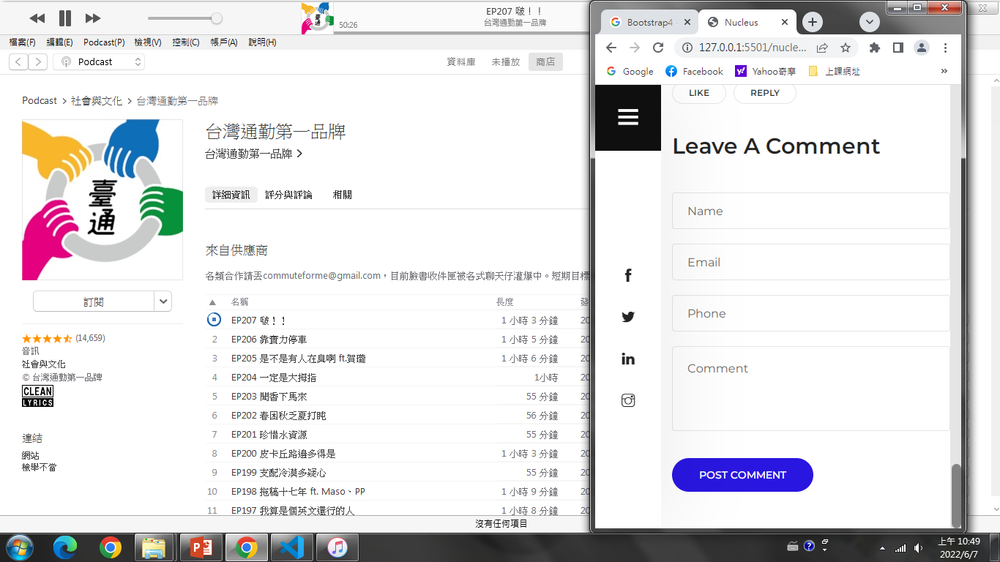 EP207 啵！！
50:26
台灣通勤第一品牌
檔案(F) 編輯(E) Podcast(P) 檢視(V) 控制(C) 帳戶(A) 說明(H)
Podcast
資料庫 未播放 商店
Podcast > 社會與文化 > 台灣通勤第一品牌
臺通
訂閱
(14,659)
音訊
社會與文化
© 台灣通勤第一品牌
CLEAN
LYRICS
連結
網站
檢舉不當
台灣通勤第一品牌
台灣通勤第一品牌 >
詳細資訊 評分與評論 相關
來自供應商
各類合作請丟commuteforme@gmail.com，目前臉書收件匣被各式聊天仔灌爆中。短期目標
名稱 長度 發
EP207 啵！！ 1 小時 3 分鐘 20
2 EP206 靠實力停車 1 小時 5 分鐘 20
3 EP205 是不是有人在臭啊 ft.賀瓏 1 小時 6 分鐘 20
4 EP204 一定是大拇指 1小時 20
5 EP203 聞香下馬來 55 分鐘 20
6 EP202 春困秋乏夏打盹 56 分鐘 20
7 EP201 珍惜水資源 55 分鐘 20
8 EP200 皮卡丘路邊多得是 1 小時 3 分鐘 20
9 EP199 支配冷漠多疑心 55 分鐘 20
10 EP198 拖稿十七年 ft. Maso、PP 1 小時 9 分鐘 20
11 EP197 我算是個英文還行的人 1 小時 8 分鐘 20
沒有任何項目
Bootstrap4
Nucleus
127.0.0.1:5501/nucle...
Google Facebook Yahoo奇摩 上課網址 »
LIKE REPLY
Leave A Comment
Name
Email
Phone
Comment
POST COMMENT
上午 10:49
2022/6/7